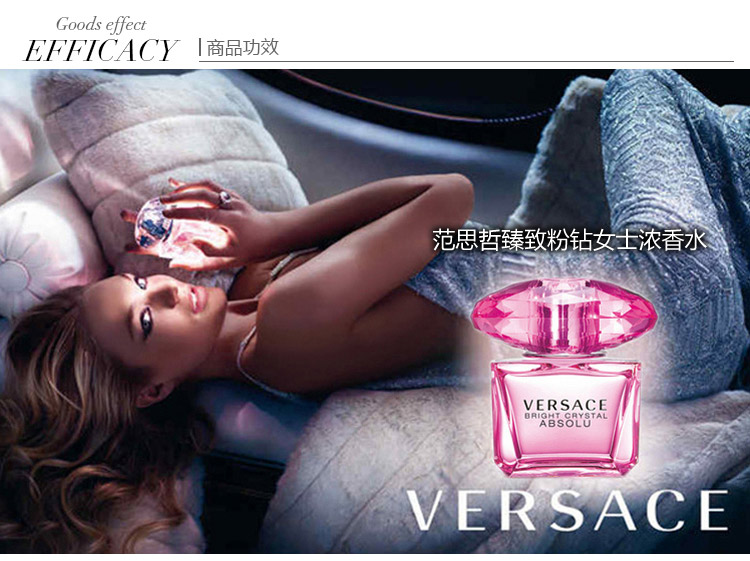 Goods effect
EFFICACY
商品功效
范思哲臻致粉钻女士浓香水
VERSACE
BRIGHT CRYSTAL
ABSOLU
VERSACE